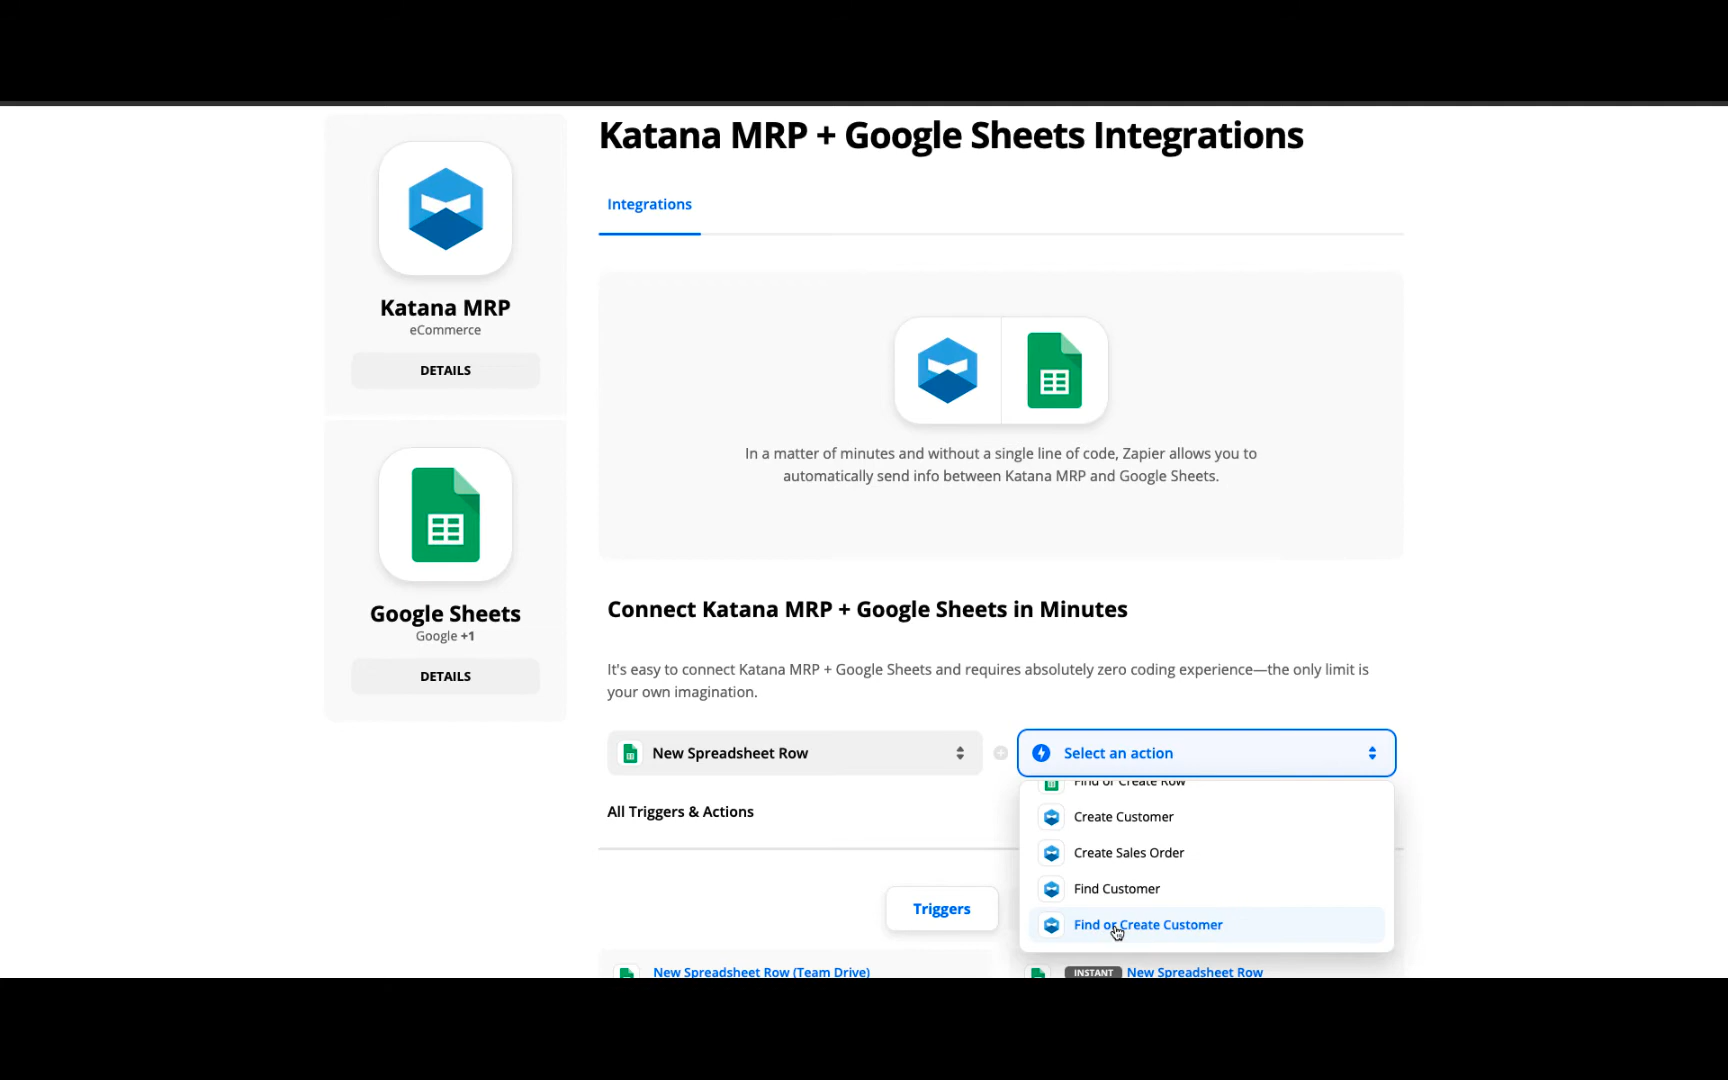 Katana MRP + Google Sheets Integrations
Integrations
Katana MRP
eCommerce
DETAILS
Google Sheets
Google +1
DETAILS
In a matter of minutes and without a single line of code, Zapier allows you to
automatically send info between Katana MRP and Google Sheets.
Connect Katana MRP + Google Sheets in Minutes
It's easy to connect Katana MRP + Google Sheets and requires absolutely zero coding experience—the only limit is
your own imagination.
New Spreadsheet Row
Select an action
Find or Create Row
Create Customer
Create Sales Order
Find Customer
Find or Create Customer
All Triggers & Actions
Triggers
New Spreadsheet Row (Team Drive)
INSTANT New Spreadsheet Row